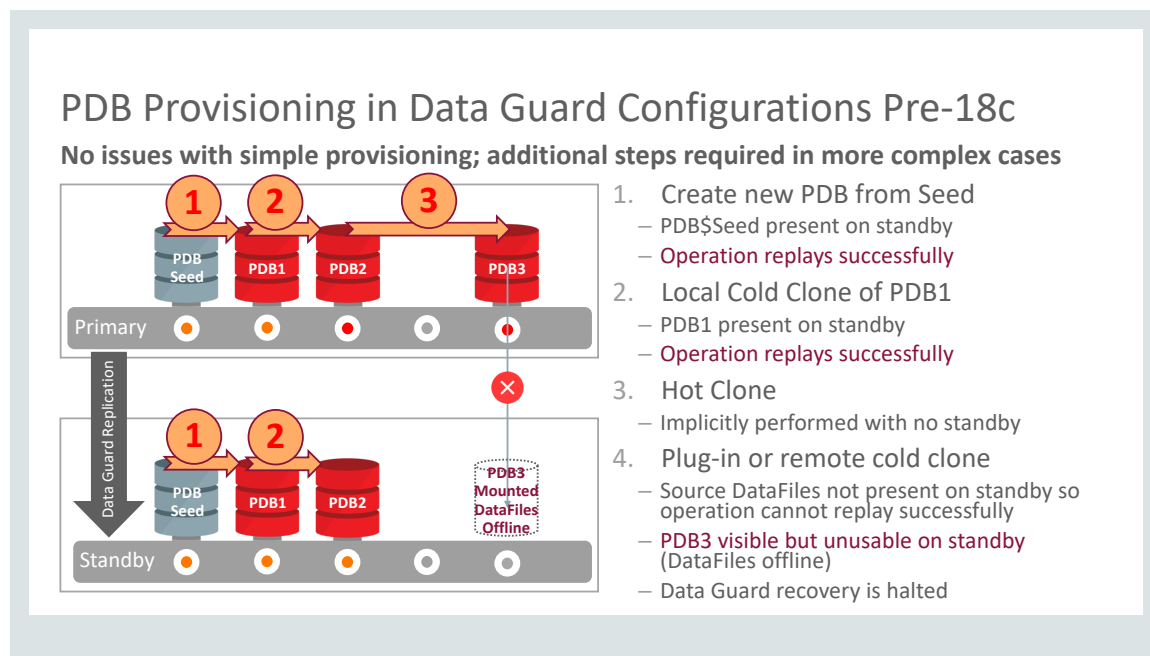 PDB Provisioning in Data Guard Configurations Pre-18c
No issues with simple provisioning; additional steps required in more complex cases
1
2
3
PDB
Seed
PDB1
PDB2
PDB3
Primary
Data Guard Replication
1
2
PDB
Seed
PDB1
PDB2
PDB3
Mounted
DataFiles
Offline
Standby
1. Create new PDB from Seed
– PDB$Seed present on standby
– Operation replays successfully
2. Local Cold Clone of PDB1
– PDB1 present on standby
– Operation replays successfully
3. Hot Clone
– Implicitly performed with no standby
4. Plug-in or remote cold clone
– Source DataFiles not present on standby so
operation cannot replay successfully
– PDB3 visible but unusable on standby
(DataFiles offline)
– Data Guard recovery is halted